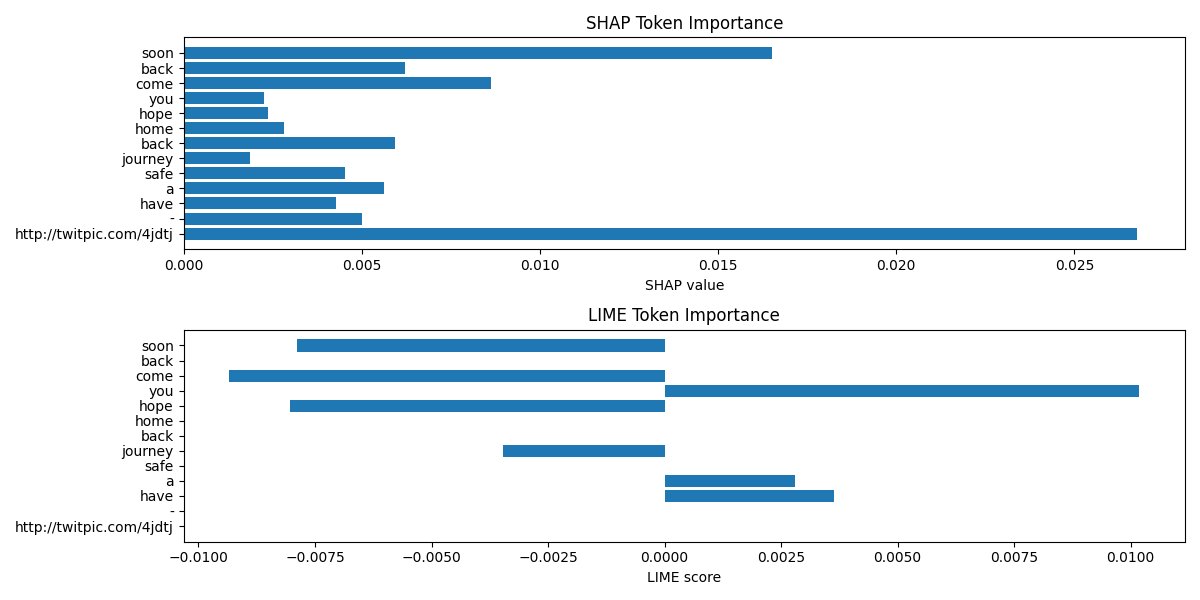 SHAP Token Importance
soon
back
come
you
hope
home
back
journey
safe
a
have
-
http://twitpic.com/4jdtj
0.000 0.005 0.010 0.015 0.020 0.025
SHAP value
LIME Token Importance
soon
back
come
you
hope
home
back
journey
safe
a
have
-
http://twitpic.com/4jdtj
−0.0100 −0.0075 −0.0050 −0.0025 0.0000 0.0025 0.0050 0.0075 0.0100
LIME score